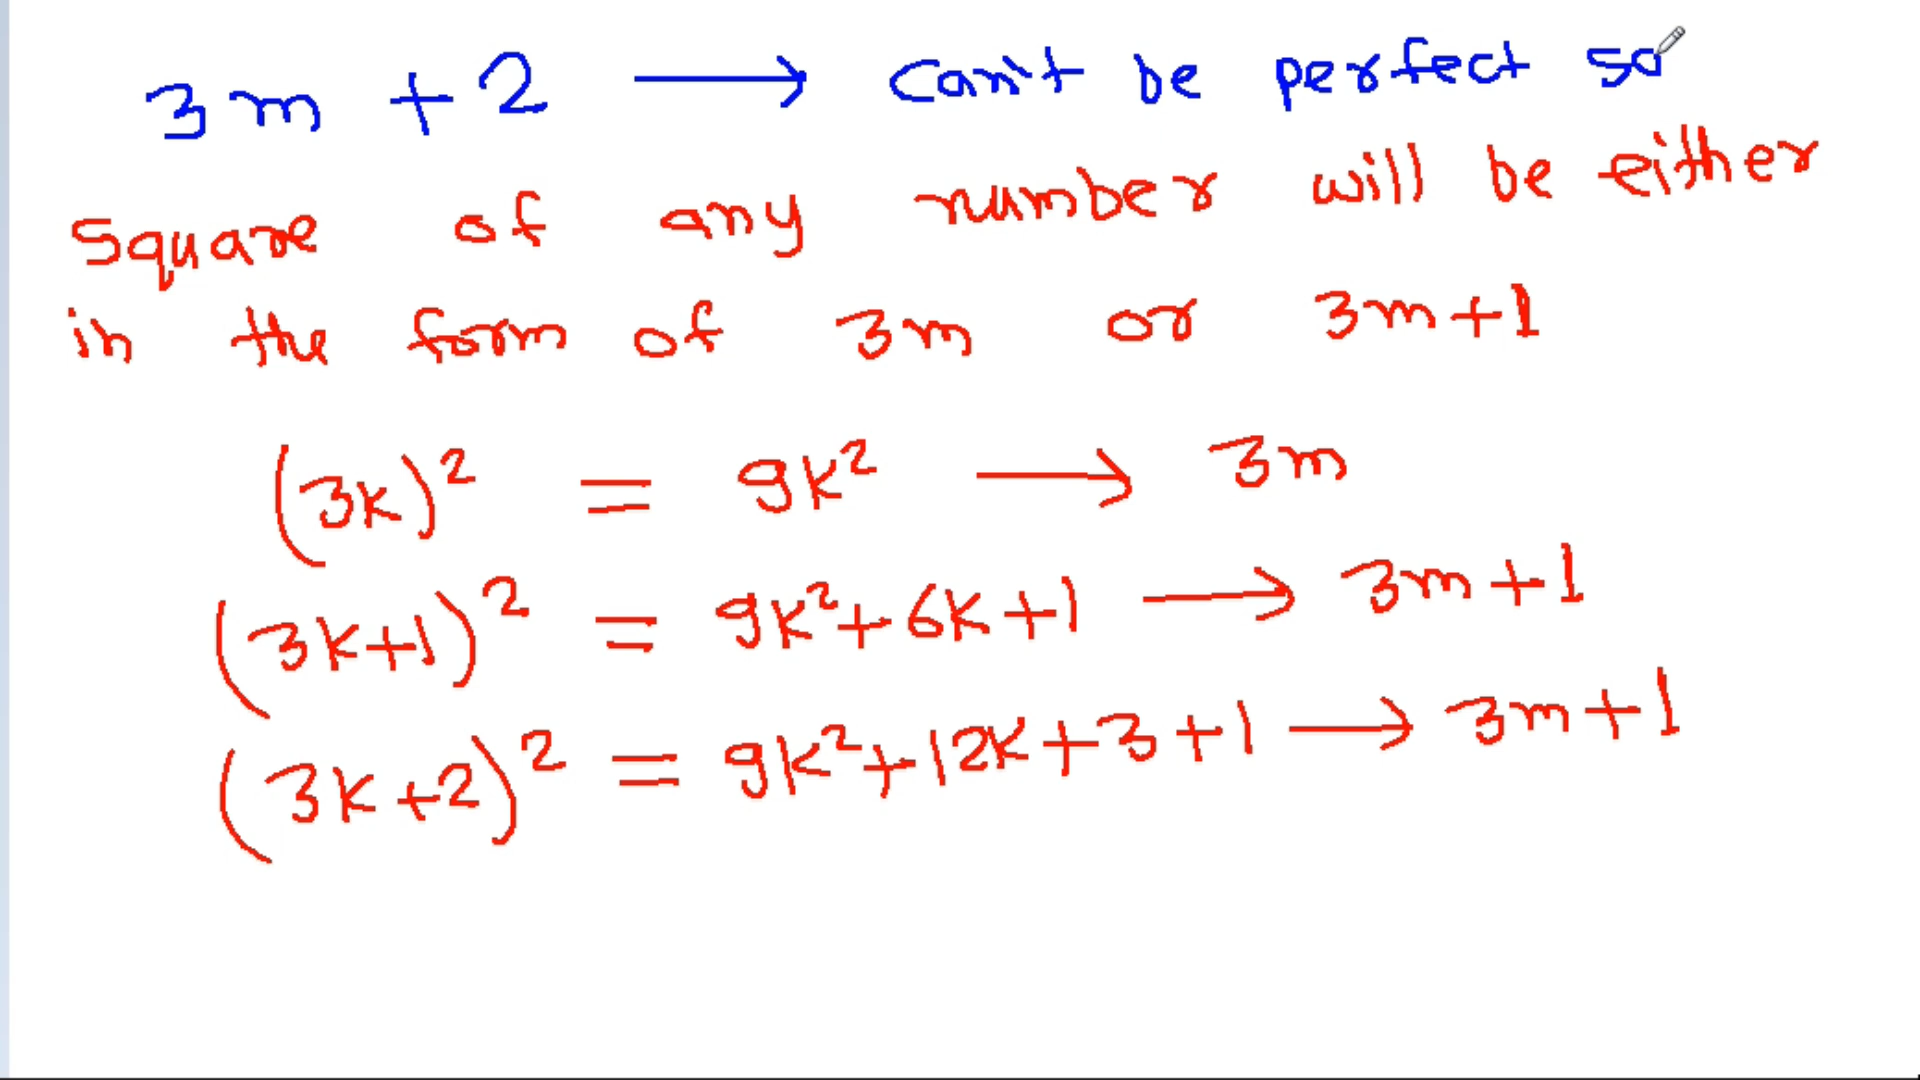 3m + 2 → Can't be perfect
Square of any number will be either
in the form of 3m or 3m+1
(3k)² = 9k² → 3m
(3k+1)² = 9k²+6k+1 → 3m+1
(3k+2)² = 9k²+12k+3+1 → 3m+1